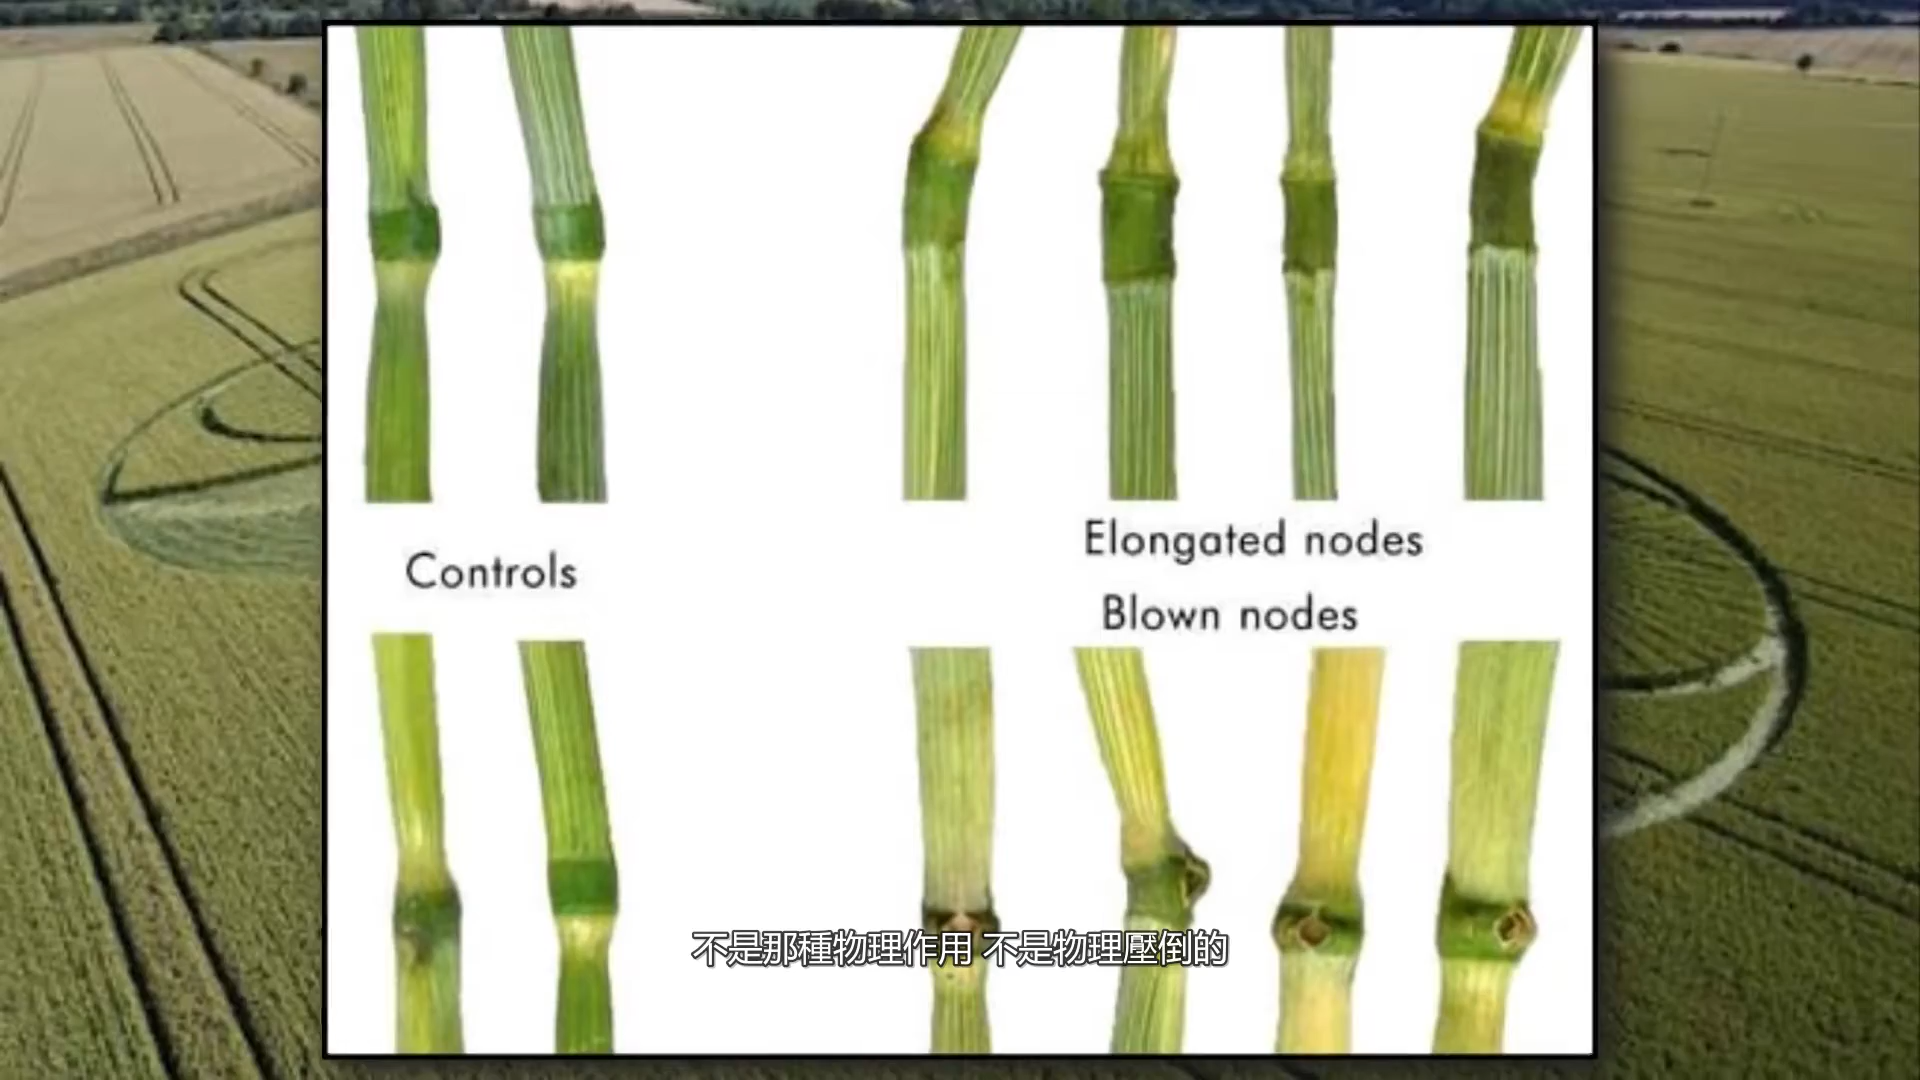 Controls
Elongated nodes
Blown nodes
不是那種物理作用 不是物理壓倒的